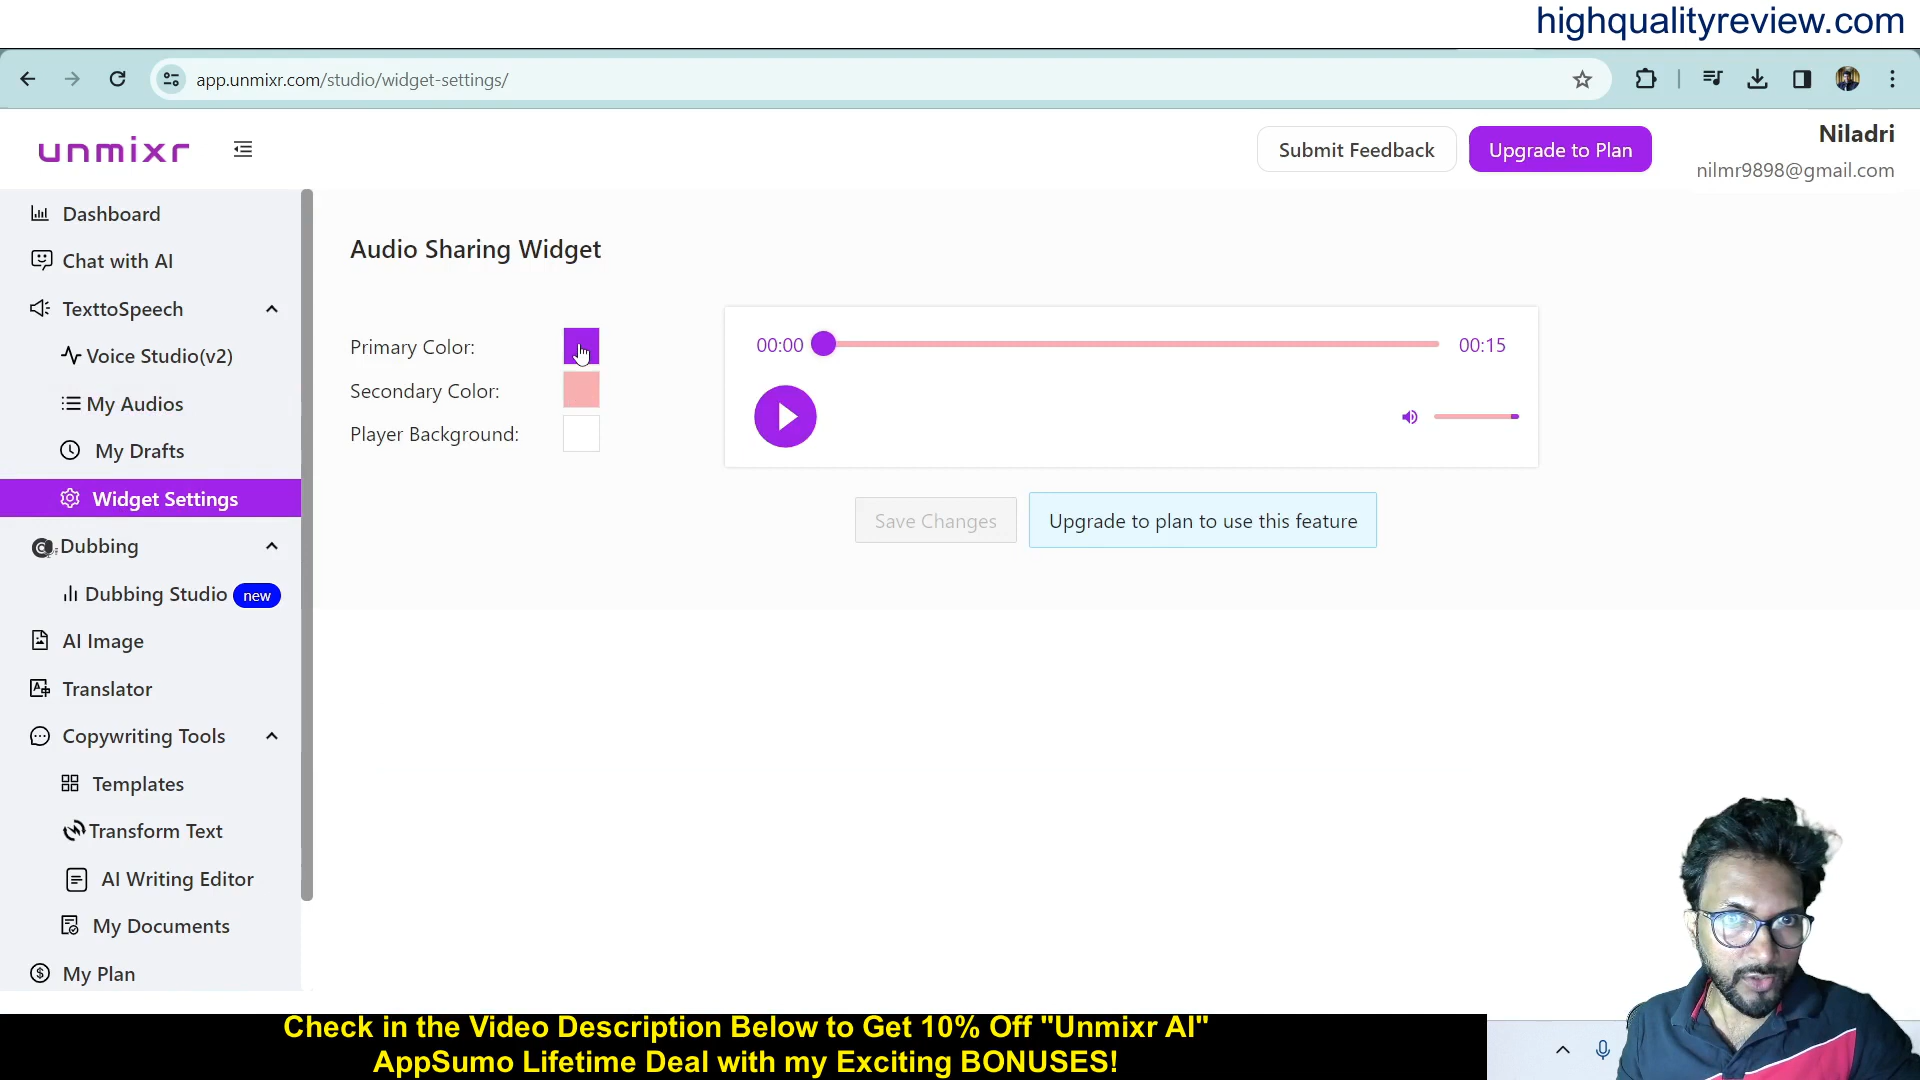 highqualityreview.com
app.unmixr.com/studio/widget-settings/
unmixr
Submit Feedback
Upgrade to Plan
Niladri
nilmr9898@gmail.com
Dashboard
Chat with AI
TexttoSpeech
Voice Studio(v2)
My Audios
My Drafts
Widget Settings
Dubbing
Dubbing Studio new
AI Image
Translator
Copywriting Tools
Templates
Transform Text
AI Writing Editor
My Documents
My Plan
Audio Sharing Widget
Primary Color:
Secondary Color:
Player Background:
00:00
00:15
Save Changes
Upgrade to plan to use this feature
Check in the Video Description Below to Get 10% Off "Unmixr AI"
AppSumo Lifetime Deal with my Exciting BONUSES!